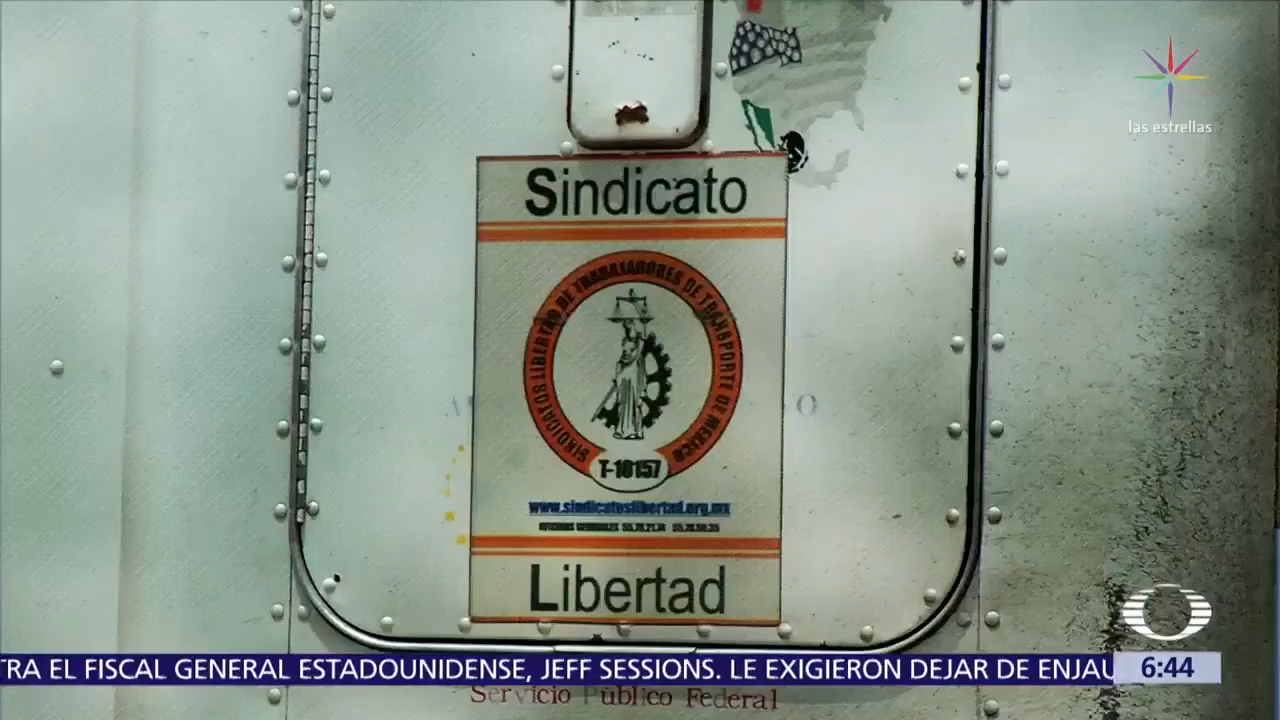 las estrellas
Sindicato
SINDICATOS LIBERTAD DE TRABAJADORES DE TRANSPORTE DE MEXICO
T-10157
www.sindicatoslibertad.org.mx
Libertad
TRA EL FISCAL GENERAL ESTADOUNIDENSE, JEFF SESSIONS. LE EXIGIERON DEJAR DE ENJAU
6:44
Servicio Público Federal